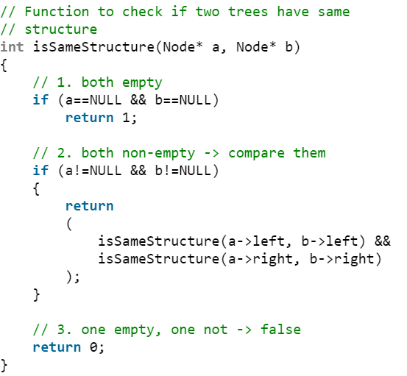 // Function to check if two trees have same
// structure
int isSameStructure(Node* a, Node* b)
{
    // 1. both empty
    if (a==NULL && b==NULL)
        return 1;

    // 2. both non-empty -> compare them
    if (a!=NULL && b!=NULL)
    {
        return
        (
            isSameStructure(a->left, b->left) &&
            isSameStructure(a->right, b->right)
        );
    }

    // 3. one empty, one not -> false
    return 0;
}